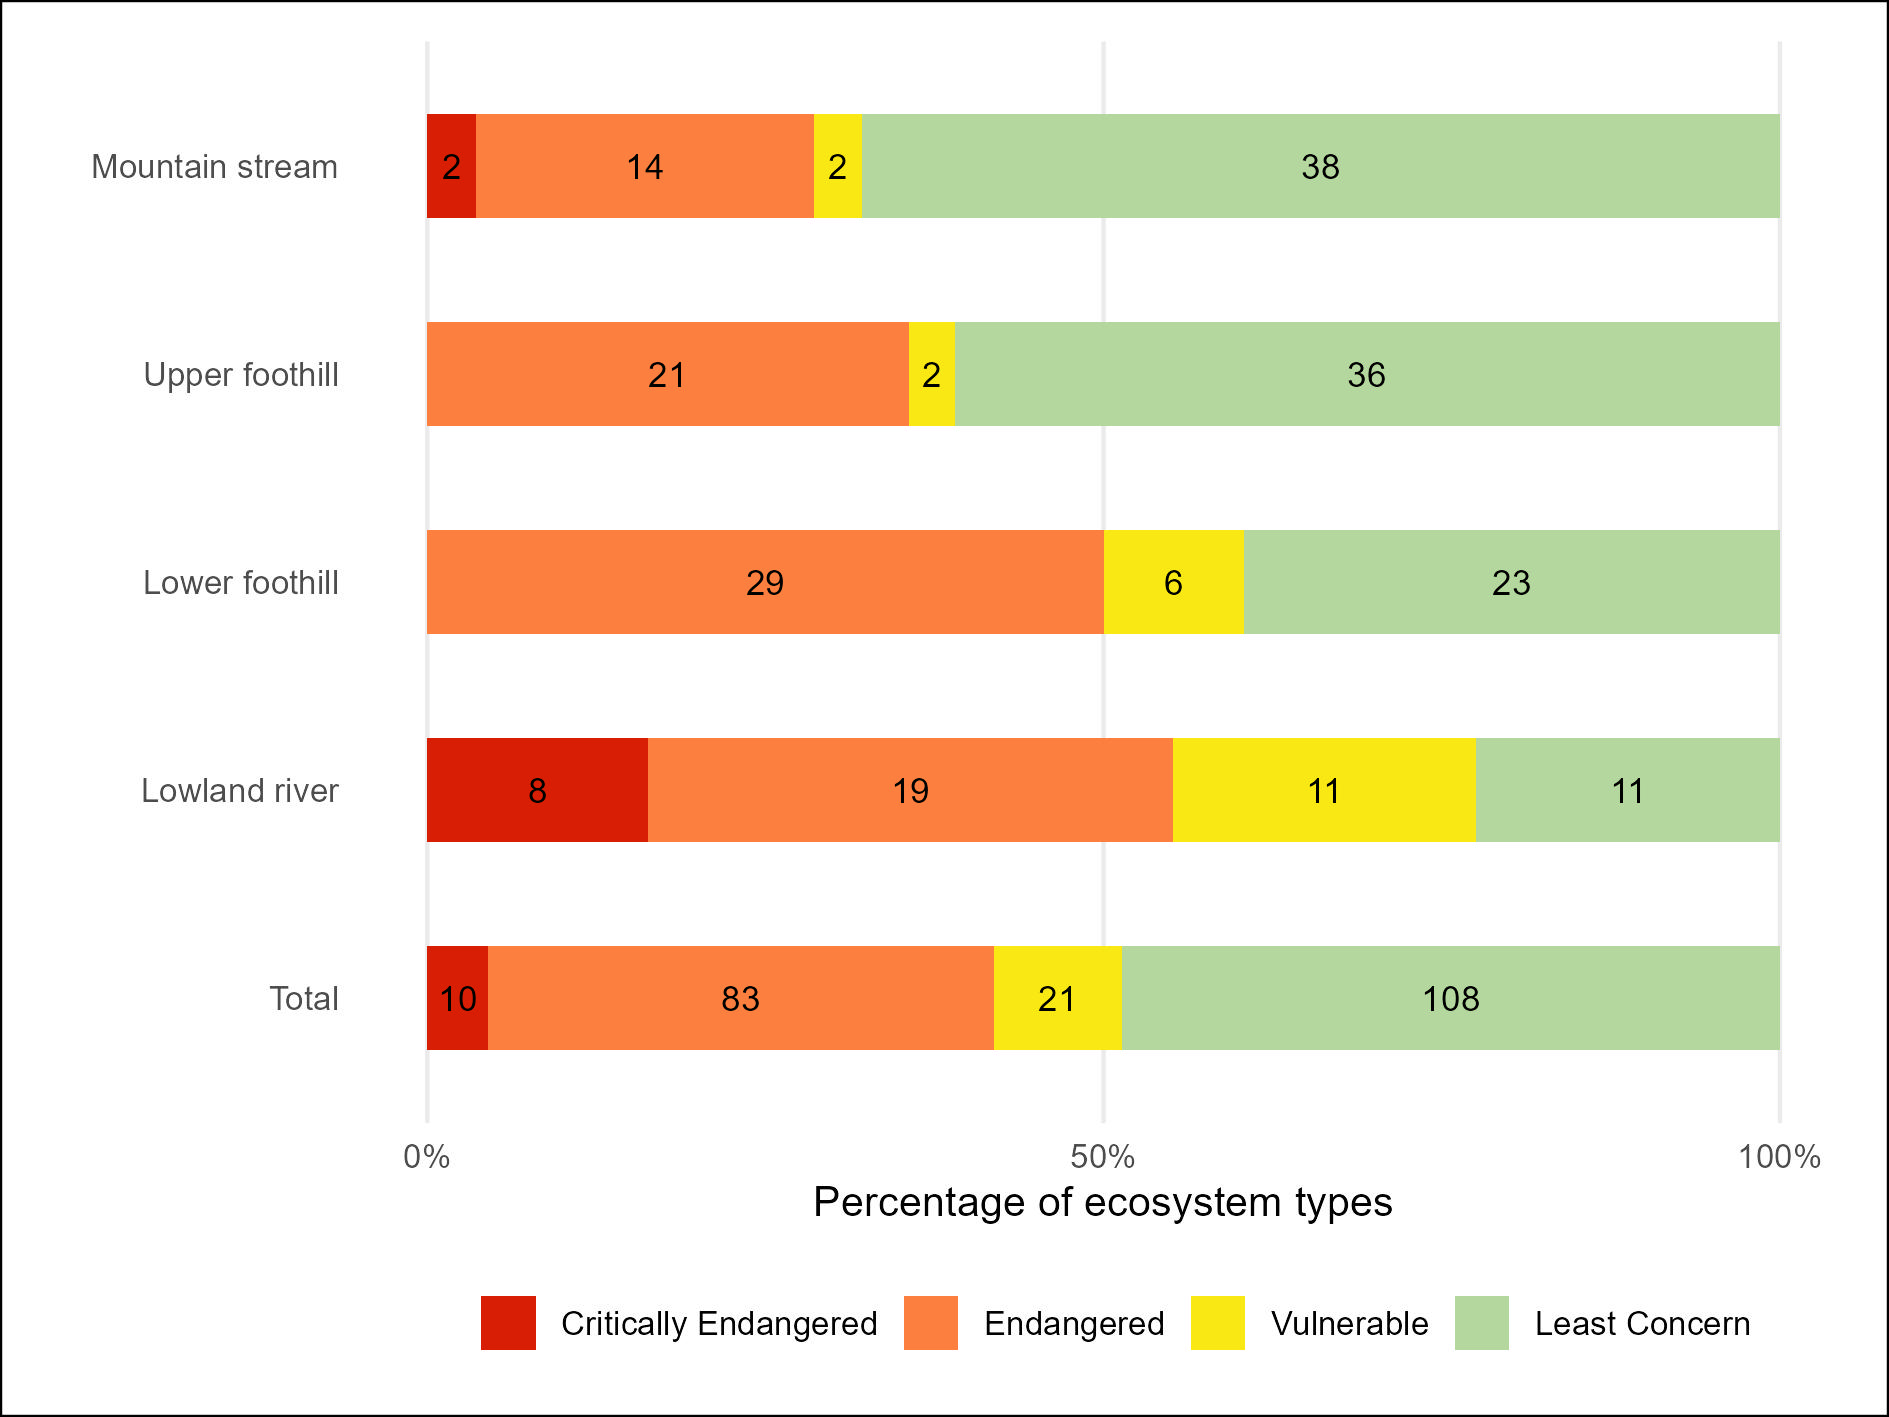 Mountain stream 2 14 2 38
Upper foothill 21 2 36
Lower foothill 29 6 23
Lowland river 8 19 11 11
Total 10 83 21 108
0% 50% 100%
Percentage of ecosystem types
Critically Endangered Endangered Vulnerable Least Concern